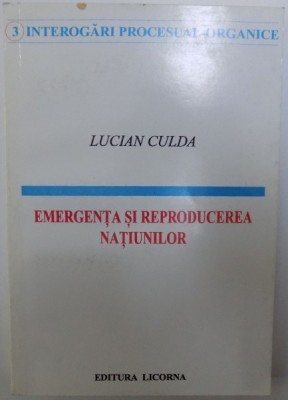 3 INTEROGĂRI PROCESUAL-ORGANICE
LUCIAN CULDA
EMERGENȚA ȘI REPRODUCEREA
NAȚIUNILOR
EDITURA LICORNA